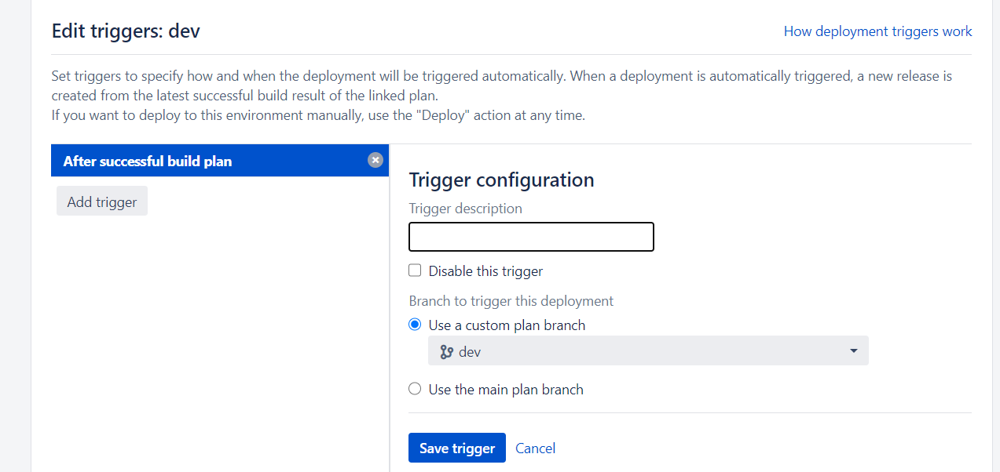 Edit triggers: dev
How deployment triggers work
Set triggers to specify how and when the deployment will be triggered automatically. When a deployment is automatically triggered, a new release is
created from the latest successful build result of the linked plan.
If you want to deploy to this environment manually, use the "Deploy" action at any time.
After successful build plan
Add trigger
Trigger configuration
Trigger description
Disable this trigger
Branch to trigger this deployment
Use a custom plan branch
dev
Use the main plan branch
Save trigger
Cancel